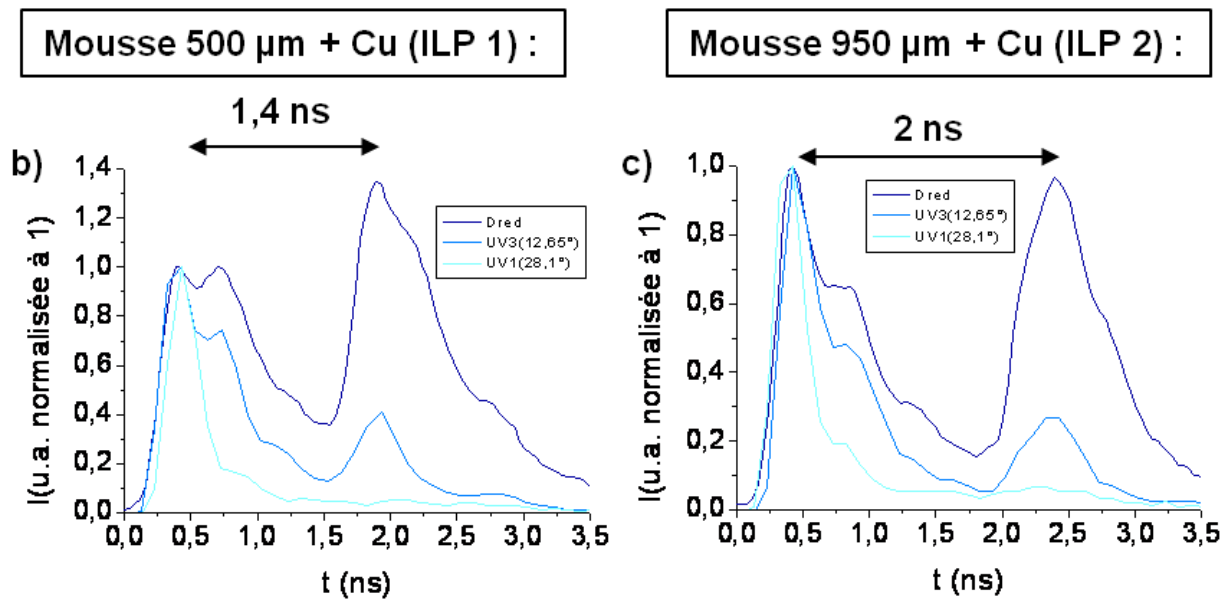 Mousse 500 µm + Cu (ILP 1) :
Mousse 950 µm + Cu (ILP 2) :
1,4 ns
2 ns
b)
c)
I(u.a. normalisée à 1)
1,4
1,2
1,0
0,8
0,6
0,4
0,2
0,0
D red
UV3(12,65°)
UV1(28,1°)
0,0 0,5 1,0 1,5 2,0 2,5 3,0 3,5
t (ns)
I(u.a. normalisée à 1)
1,0
0,8
0,6
0,4
0,2
0,0
D red
UV3(12,65°)
UV1(28,1°)
0,0 0,5 1,0 1,5 2,0 2,5 3,0 3,5
t (ns)